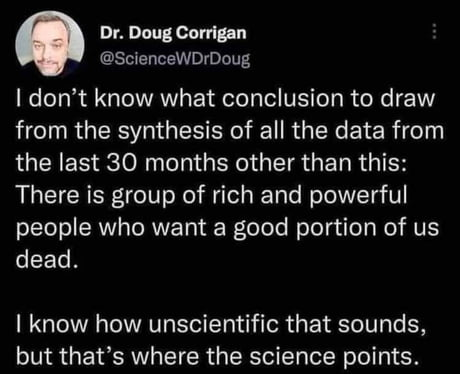 Dr. Doug Corrigan
@ScienceWDrDoug
I don’t know what conclusion to draw
from the synthesis of all the data from
the last 30 months other than this:
There is group of rich and powerful
people who want a good portion of us
dead.
I know how unscientific that sounds,
but that’s where the science points.